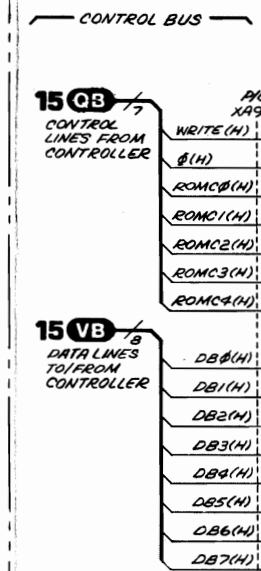 CONTROL BUS
15 QB
7
CONTROL
LINES FROM
CONTROLLER
XA9
WRITE(H)
Φ(H)
ROMCØ(H)
ROMC1(H)
ROMC2(H)
ROMC3(H)
ROMC4(H)
15 VB
8
DATA LINES
TO/FROM
CONTROLLER
DBØ(H)
DB1(H)
DB2(H)
DB3(H)
DB4(H)
DB5(H)
DB6(H)
DB7(H)